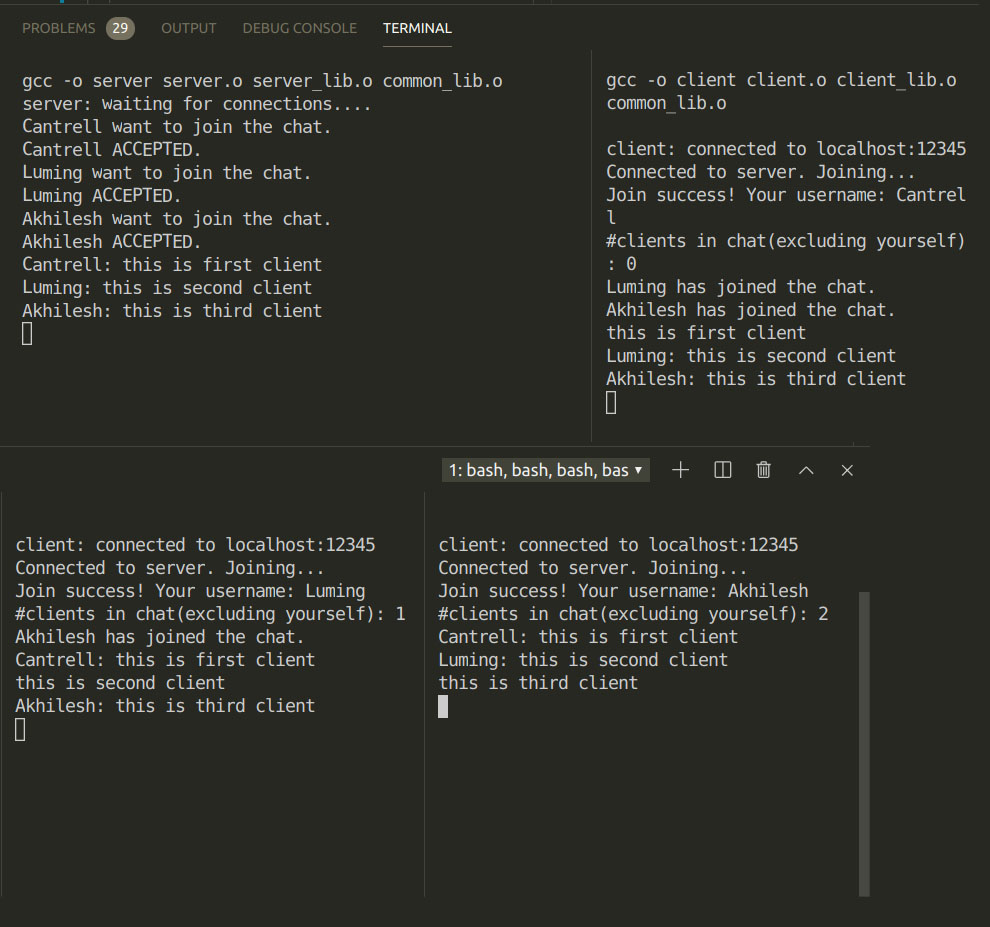 PROBLEMS 29 OUTPUT DEBUG CONSOLE TERMINAL
gcc -o server server.o server_lib.o common_lib.o
server: waiting for connections....
Cantrell want to join the chat.
Cantrell ACCEPTED.
Luming want to join the chat.
Luming ACCEPTED.
Akhilesh want to join the chat.
Akhilesh ACCEPTED.
Cantrell: this is first client
Luming: this is second client
Akhilesh: this is third client
gcc -o client client.o client_lib.o
common_lib.o
client: connected to localhost:12345
Connected to server. Joining...
Join success! Your username: Cantrel
l
#clients in chat(excluding yourself)
: 0
Luming has joined the chat.
Akhilesh has joined the chat.
this is first client
Luming: this is second client
Akhilesh: this is third client
1: bash, bash, bash, bas
client: connected to localhost:12345
Connected to server. Joining...
Join success! Your username: Luming
#clients in chat(excluding yourself): 1
Akhilesh has joined the chat.
Cantrell: this is first client
this is second client
Akhilesh: this is third client
client: connected to localhost:12345
Connected to server. Joining...
Join success! Your username: Akhilesh
#clients in chat(excluding yourself): 2
Cantrell: this is first client
Luming: this is second client
this is third client